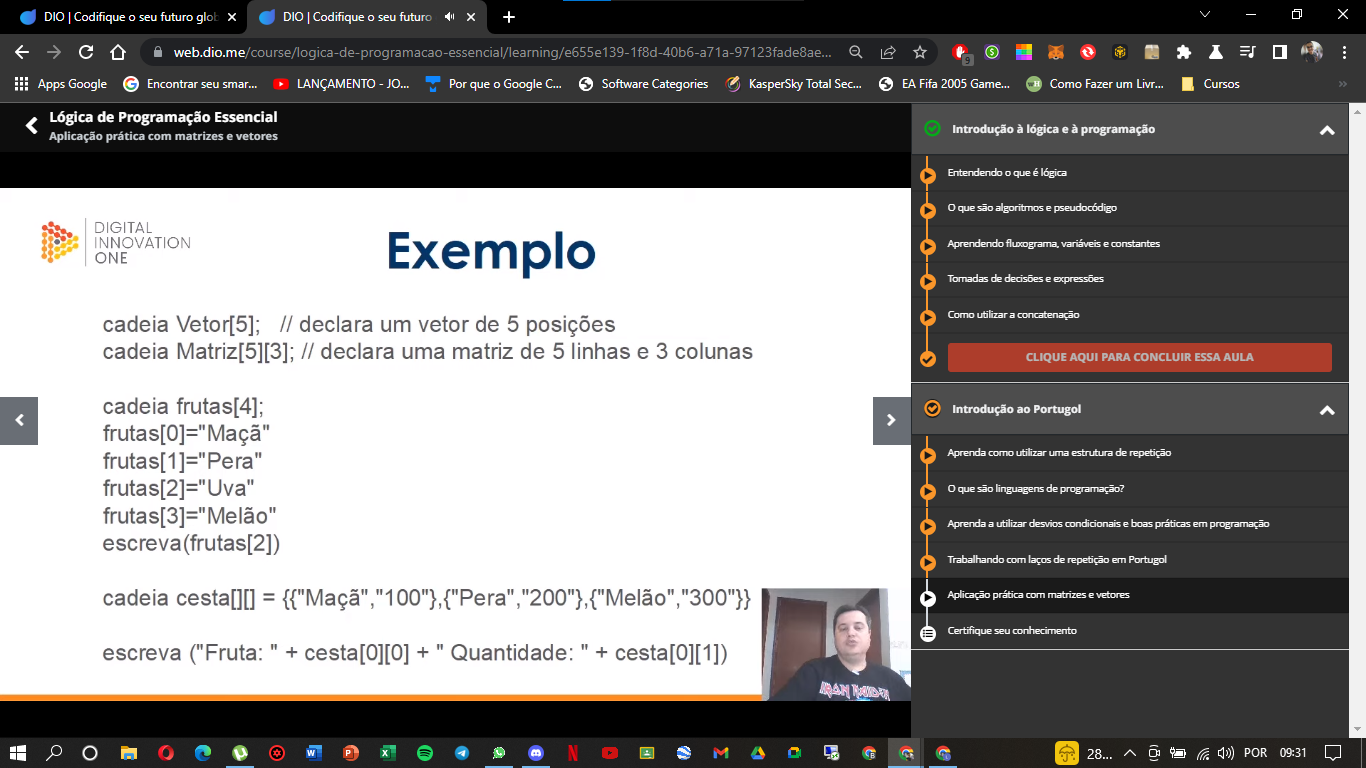 DIO | Codifique o seu futuro glob
DIO | Codifique o seu futuro
web.dio.me/course/logica-de-programacao-essencial/learning/e655e139-1f8d-40b6-a71a-97123fade8ae...
9
Apps Google
Encontrar seu smar...
LANÇAMENTO - JO...
Por que o Google C...
Software Categories
KasperSky Total Sec...
EA Fifa 2005 Game...
Como Fazer um Livr...
Cursos
Lógica de Programação Essencial
Aplicação prática com matrizes e vetores
DIGITAL
INNOVATION
ONE
Exemplo
cadeia Vetor[5]; // declara um vetor de 5 posições
cadeia Matriz[5][3]; // declara uma matriz de 5 linhas e 3 colunas
cadeia frutas[4];
frutas[0]="Maçã"
frutas[1]="Pera"
frutas[2]="Uva"
frutas[3]="Melão"
escreva(frutas[2])
cadeia cesta[][] = {{"Maçã","100"},{"Pera","200"},{"Melão","300"}}
escreva ("Fruta: " + cesta[0][0] + " Quantidade: " + cesta[0][1])
IRON MAIDEN
Introdução à lógica e à programação
Entendendo o que é lógica
O que são algoritmos e pseudocódigo
Aprendendo fluxograma, variáveis e constantes
Tomadas de decisões e expressões
Como utilizar a concatenação
CLIQUE AQUI PARA CONCLUIR ESSA AULA
Introdução ao Portugol
Aprenda como utilizar uma estrutura de repetição
O que são linguagens de programação?
Aprenda a utilizar desvios condicionais e boas práticas em programação
Trabalhando com laços de repetição em Portugol
Aplicação prática com matrizes e vetores
Certifique seu conhecimento
28...
POR
09:31